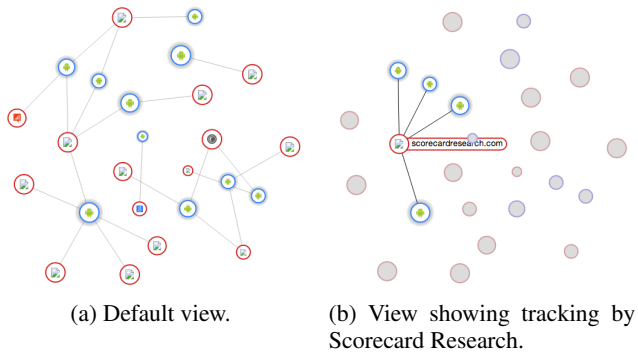 scorecardresearch.com
(a) Default view.
(b) View showing tracking by
Scorecard Research.